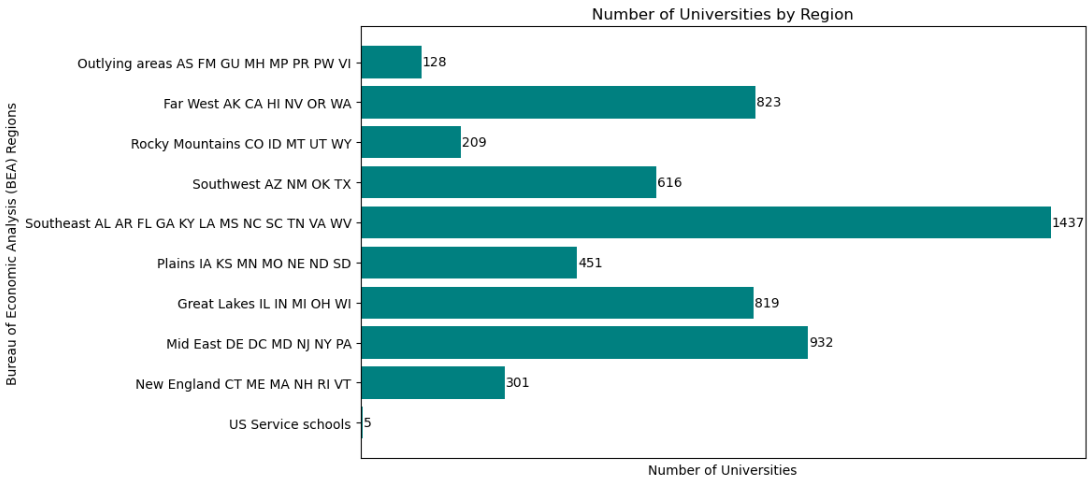 Number of Universities by Region
Bureau of Economic Analysis (BEA) Regions
Outlying areas AS FM GU MH MP PR PW VI 128
Far West AK CA HI NV OR WA 823
Rocky Mountains CO ID MT UT WY 209
Southwest AZ NM OK TX 616
Southeast AL AR FL GA KY LA MS NC SC TN VA WV 1437
Plains IA KS MN MO NE ND SD 451
Great Lakes IL IN MI OH WI 819
Mid East DE DC MD NJ NY PA 932
New England CT ME MA NH RI VT 301
US Service schools 5
Number of Universities